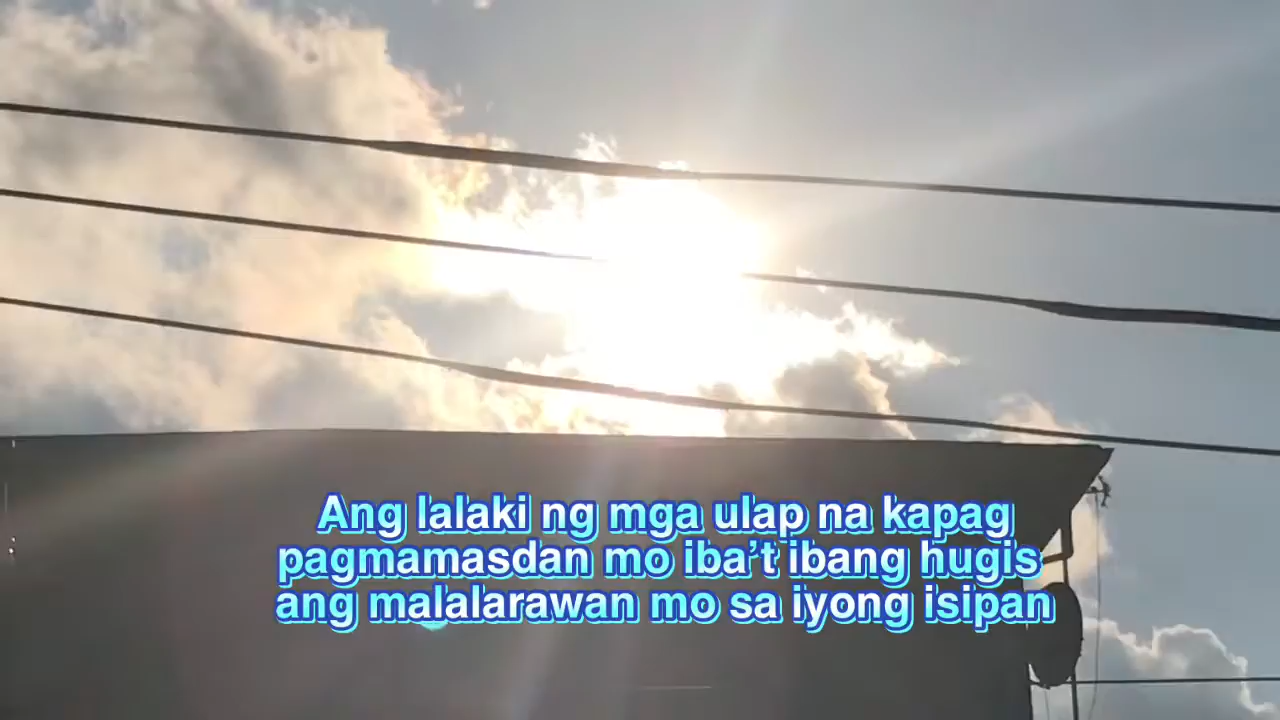 Ang lalaki ng mga ulap na kapag
pagmamasdan mo iba’t ibang hugis
ang malalarawan mo sa iyong isipan